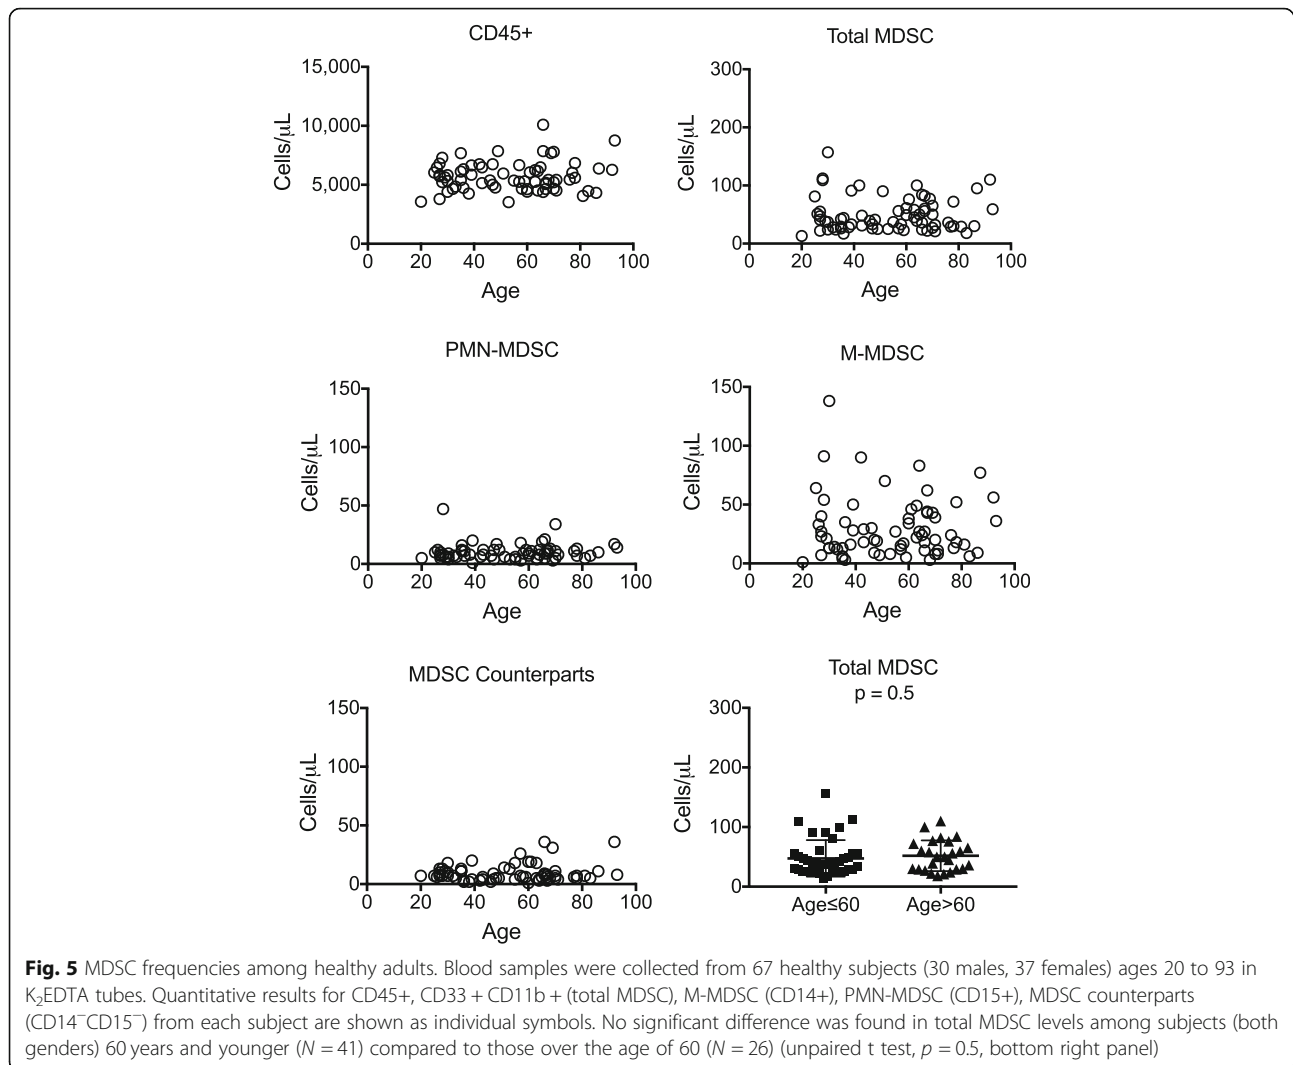 CD45+
15,000
10,000
5,000
0
Cells/μL
0 20 40 60 80 100
Age
Total MDSC
300
200
100
0
Cells/μL
0 20 40 60 80 100
Age
PMN-MDSC
150
100
50
0
Cells/μL
0 20 40 60 80 100
Age
M-MDSC
150
100
50
0
Cells/μL
0 20 40 60 80 100
Age
MDSC Counterparts
150
100
50
0
Cells/μL
0 20 40 60 80 100
Age
Total MDSC
p = 0.5
300
200
100
0
Cells/μL
Age≤60 Age>60
Fig. 5 MDSC frequencies among healthy adults. Blood samples were collected from 67 healthy subjects (30 males, 37 females) ages 20 to 93 in
K₂EDTA tubes. Quantitative results for CD45+, CD33 + CD11b + (total MDSC), M-MDSC (CD14+), PMN-MDSC (CD15+), MDSC counterparts
(CD14⁻CD15⁻) from each subject are shown as individual symbols. No significant difference was found in total MDSC levels among subjects (both
genders) 60 years and younger (N = 41) compared to those over the age of 60 (N = 26) (unpaired t test, p = 0.5, bottom right panel)